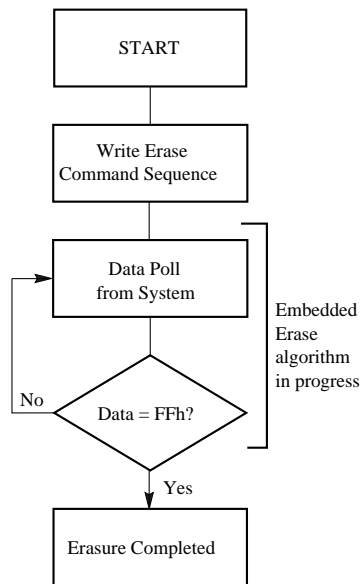 START
Write Erase
Command Sequence
Data Poll
from System
Embedded
Erase
algorithm
in progress
No
Data = FFh?
Yes
Erasure Completed